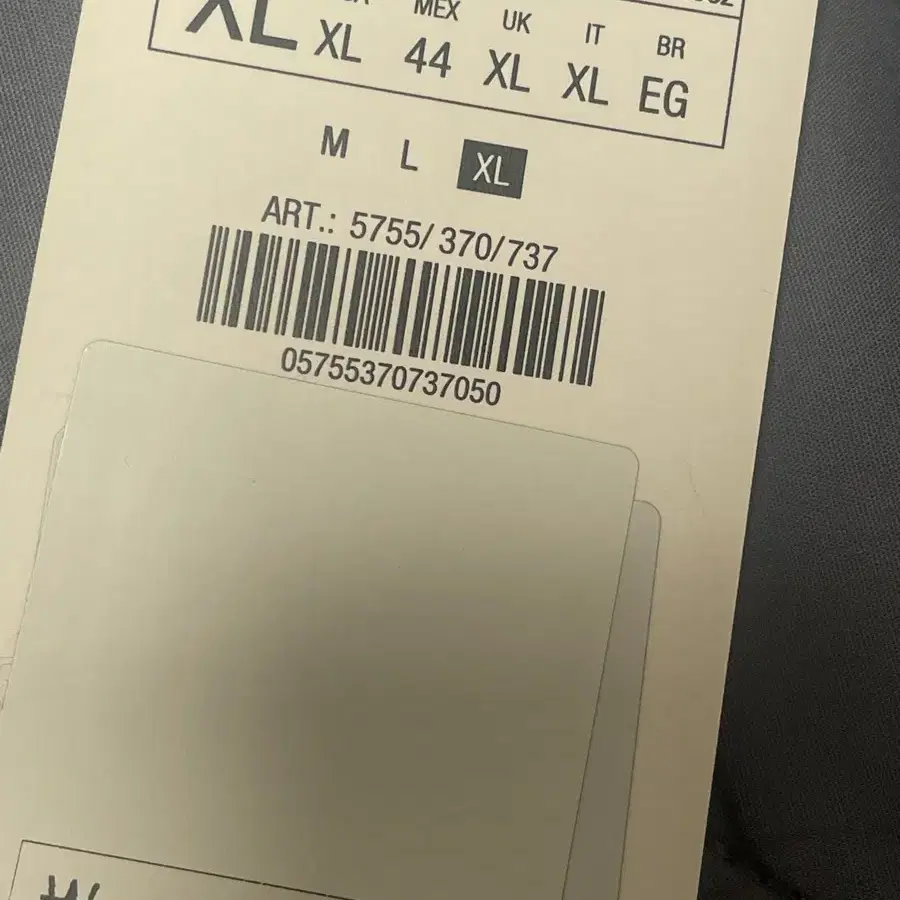 MEX UK IT BR
XL XL 44 XL XL EG
M L XL
ART.: 5755/370/737
05755370737050
₩